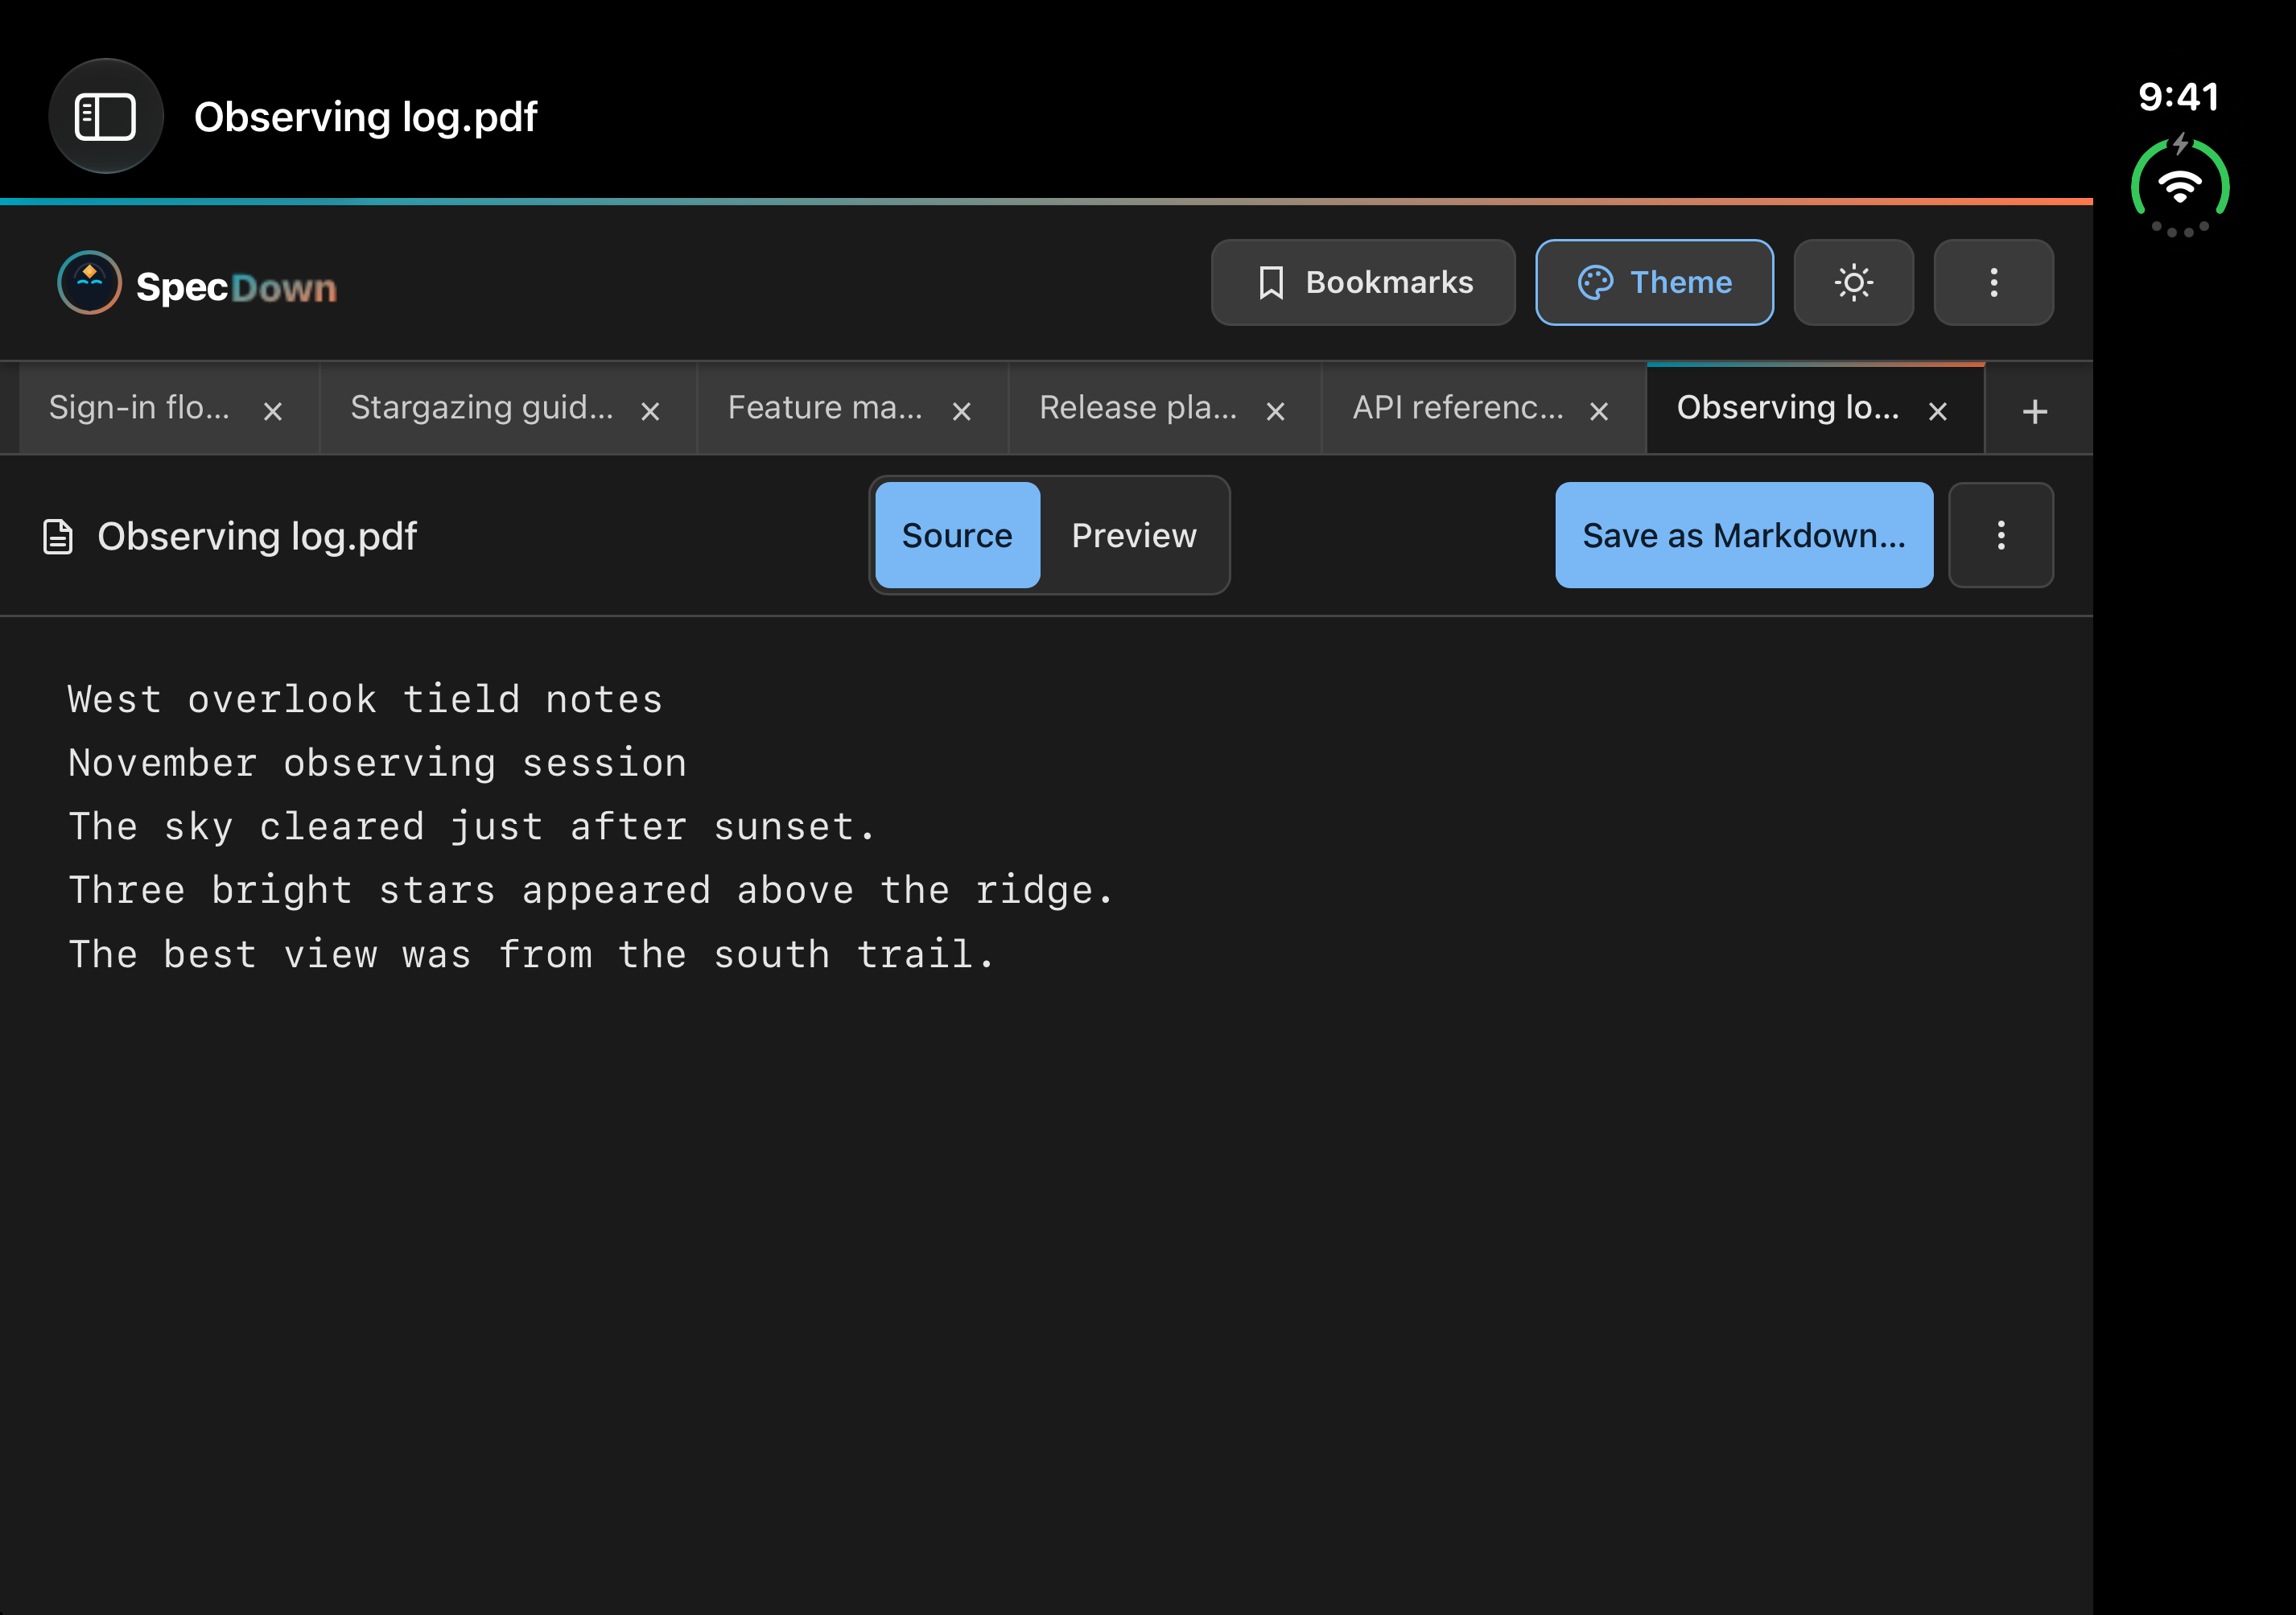 Observing log.pdf
9:41
SpecDown
Bookmarks
Theme
Sign-in flo...
Stargazing guid...
Feature ma...
Release pla...
API referenc...
Observing lo...
Observing log.pdf
Source
Preview
Save as Markdown...
West overlook tield notes
November observing session
The sky cleared just after sunset.
Three bright stars appeared above the ridge.
The best view was from the south trail.